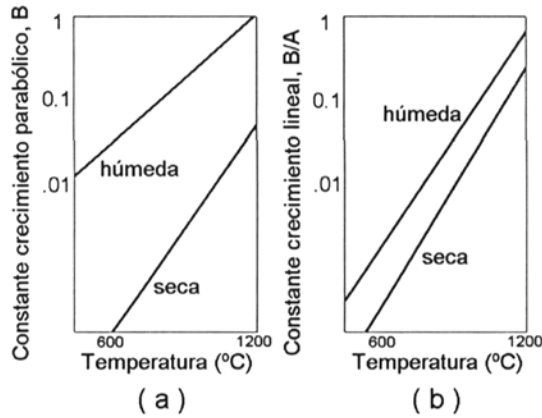 Constante crecimiento parabólico, B
1
0.1
.01
húmeda
seca
600
1200
Temperatura (ºC)
( a )
Constante crecimiento lineal, B/A
1
0.1
.01
húmeda
seca
600
1200
Temperatura (ºC)
( b )